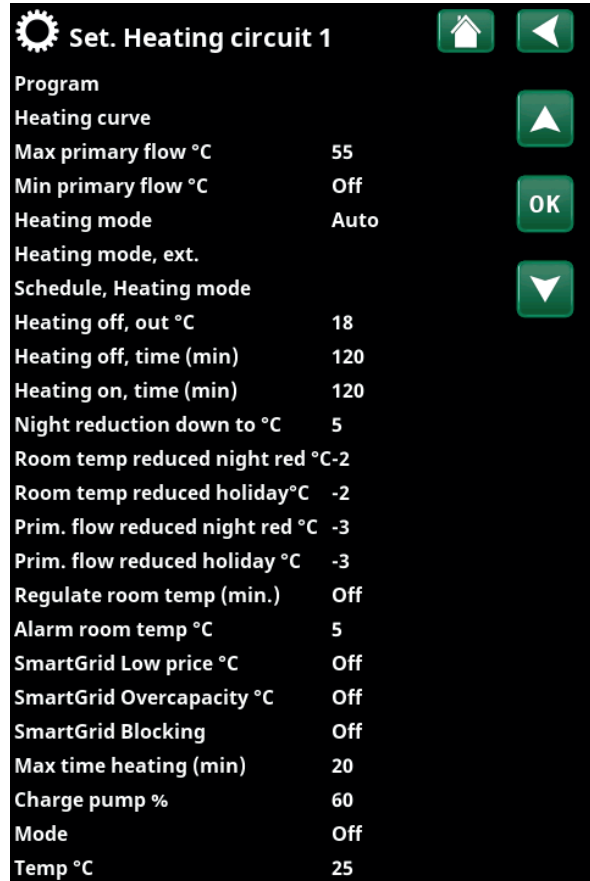 Set. Heating circuit 1
Program
Heating curve
Max primary flow °C 55
Min primary flow °C Off
Heating mode Auto
OK
Heating mode, ext.
Schedule, Heating mode
Heating off, out °C 18
Heating off, time (min) 120
Heating on, time (min) 120
Night reduction down to °C 5
Room temp reduced night red °C-2
Room temp reduced holiday°C -2
Prim. flow reduced night red °C -3
Prim. flow reduced holiday °C -3
Regulate room temp (min.) Off
Alarm room temp °C 5
SmartGrid Low price °C Off
SmartGrid Overcapacity °C Off
SmartGrid Blocking Off
Max time heating (min) 20
Charge pump % 60
Mode Off
Temp °C 25